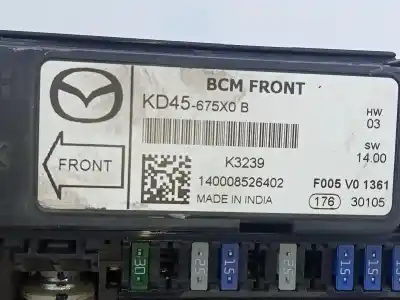 BCM FRONT
KD45-675X0 B
HW
03
FRONT
K3239
SW
14.00
140008526402
F005 V0 1361
MADE IN INDIA
176 30105
30
25
15
25
15
15
15